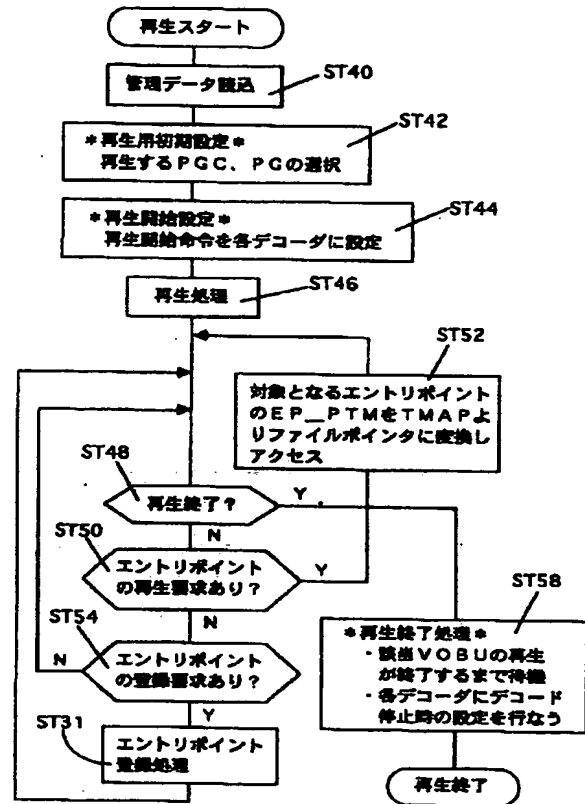 再生スタート
ST40
管理データ読込
ST42
*再生用初期設定*
再生するPGC、PGの選択
ST44
*再生開始設定*
再生開始命令を各デコーダに設定
ST46
再生処理
ST52
対象となるエントリポイント
のEP_PTMをTMAPよ
りファイルポインタに変換し
アクセス
ST48
再生終了?
Y
N
ST50
エントリポイント
の再生要求あり?
Y
N
ST54
エントリポイント
の登録要求あり?
N
Y
ST31
エントリポイント
登録処理
ST58
*再生終了処理*
・該当VOBUの再生
が終了するまで待機
・各デコーダにデコード
停止時の設定を行なう
再生終了